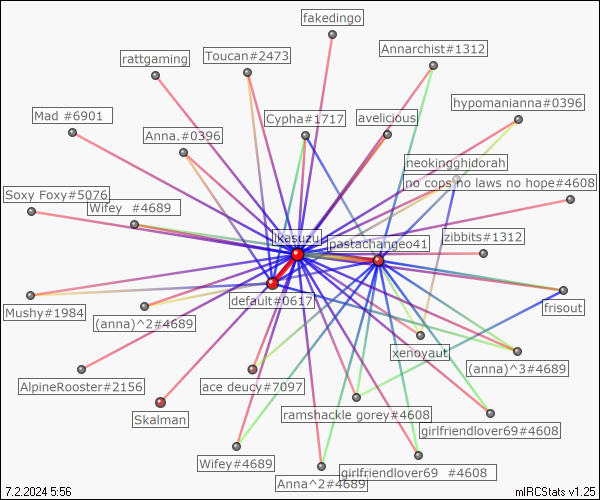 fakedingo
Annarchist#1312
Toucan#2473
rattgaming
hypomanianna#0396
Mad #6901
Cypha#1717
avelicious
Anna.#0396
neokingghidorah
no cops no laws no hope#4608
Soxy Foxy#5076
Wifey #4689
ikasuzu
pastachangeo41
zibbits#1312
default#0617
Mushy#1984
(anna)^2#4689
frisout
xenoyaut
(anna)^3#4689
AlpineRooster#2156
ace deucy#7097
Skalman
ramshackle gorey#4608
girlfriendlover69#4608
Wifey#4689
Anna^2#4689
girlfriendlover69 #4608
7.2.2024 5:56
mIRCStats v1.25